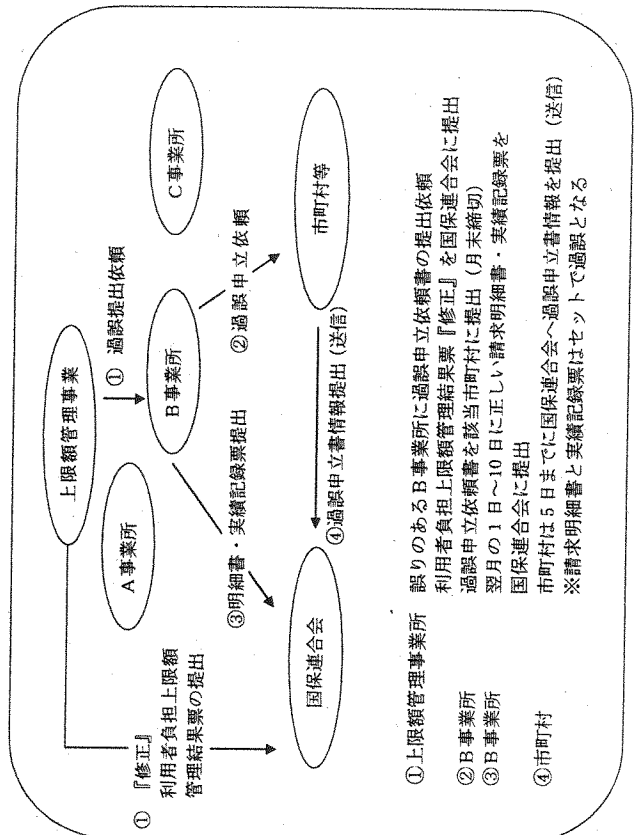 上限額管理事業
① 過誤提出依頼
A事業所
B事業所
C事業所
① 『修正』
利用者負担上限額
管理結果票の提出
② 過誤申立依頼
③明細書・実績記録票提出
国保連合会
市町村等
④過誤申立書情報提出(送信)
①上限額管理事業所 誤りのあるB事業所に過誤申立依頼書の提出依頼
利用者負担上限額管理結果票『修正』を国保連合会に提出
②B事業所 過誤申立依頼書を該当市町村に提出(月末締切)
③B事業所 翌月の1日~10日に正しい請求明細書・実績記録票を
国保連合会に提出
④市町村 市町村は5日までに国保連合会へ過誤申立書情報を提出(送信)
※請求明細書と実績記録票はセットで過誤となる